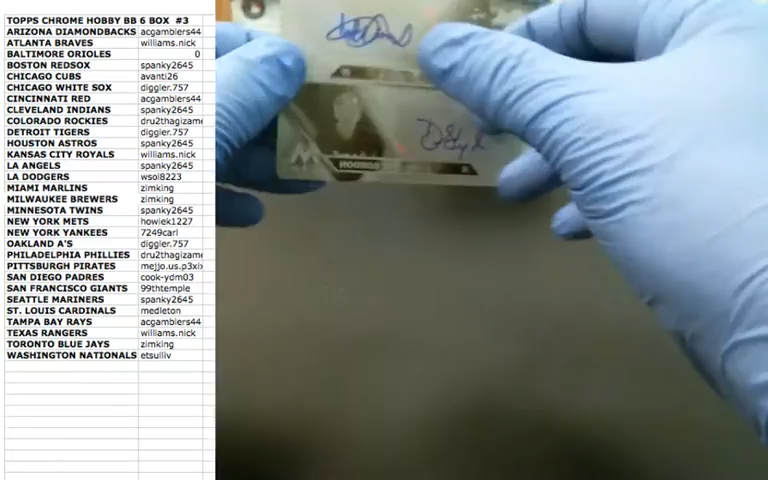 TOPPS CHROME HOBBY BB 6 BOX #3
ARIZONA DIAMONDBACKS acgamblers44
ATLANTA BRAVES williams.nick
BALTIMORE ORIOLES 0
BOSTON REDSOX spanky2645
CHICAGO CUBS avanti26
CHICAGO WHITE SOX diggler.757
CINCINNATI RED acgamblers44
CLEVELAND INDIANS spanky2645
COLORADO ROCKIES dru2thagizame
DETROIT TIGERS diggler.757
HOUSTON ASTROS spanky2645
KANSAS CITY ROYALS williams.nick
LA ANGELS spanky2645
LA DODGERS wsol8223
MIAMI MARLINS zimking
MILWAUKEE BREWERS zimking
MINNESOTA TWINS spanky2645
NEW YORK METS howiek1227
NEW YORK YANKEES 7249carl
OAKLAND A'S diggler.757
PHILADELPHIA PHILLIES dru2thagizame
PITTSBURGH PIRATES mejjo.us.p3xix
SAN DIEGO PADRES cook-ydm03
SAN FRANCISCO GIANTS 99thtemple
SEATTLE MARINERS spanky2645
ST. LOUIS CARDINALS medleton
TAMPA BAY RAYS acgamblers44
TEXAS RANGERS williams.nick
TORONTO BLUE JAYS zimking
WASHINGTON NATIONALS etsulliv